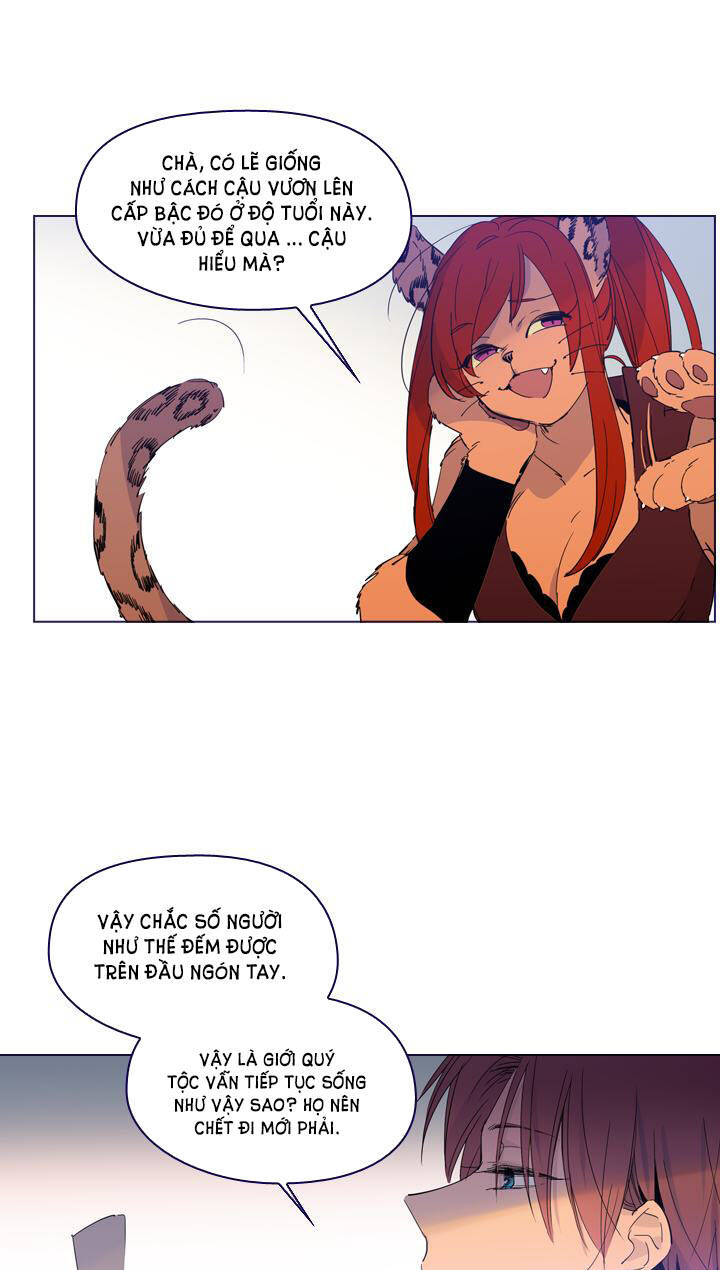 CHÀ, CÓ LẼ GIỐNG
NHƯ CÁCH CẬU VƯƠN LÊN
CẤP BẬC ĐÓ Ở ĐỘ TUỔI NÀY.
VỪA ĐỦ ĐỂ QUA ... CẬU
HIỂU MÀ?
VẬY CHẮC SỐ NGƯỜI
NHƯ THẾ ĐẾM ĐƯỢC
TRÊN ĐẦU NGÓN TAY.
VẬY LÀ GIỚI QUÝ
TỘC VẪN TIẾP TỤC SỐNG
NHƯ VẬY SAO? HỌ NÊN
CHẾT ĐI MỚI PHẢI.